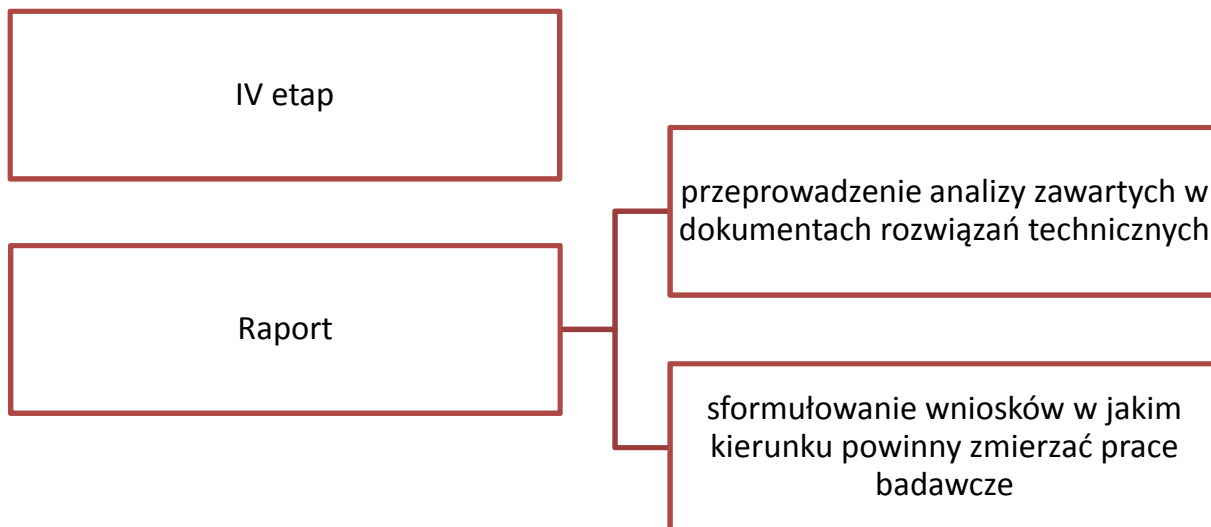 IV etap
przeprowadzenie analizy zawartych w
dokumentach rozwiązań technicznych
Raport
sformułowanie wniosków w jakim
kierunku powinny zmierzać prace
badawcze